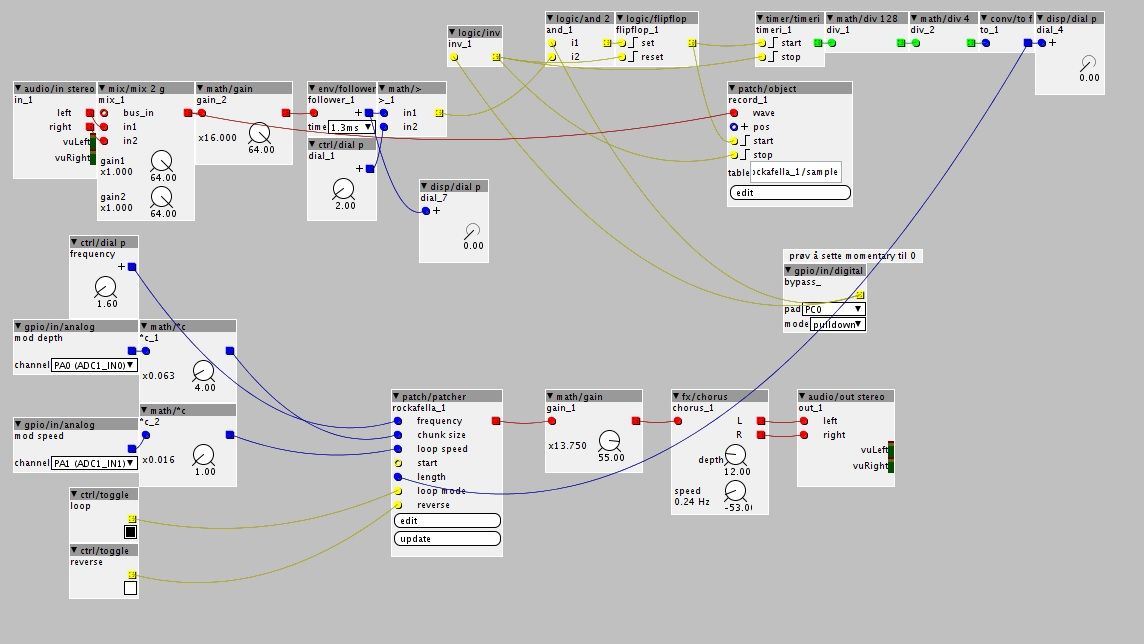 logic/inv
inv_1
logic/and 2
and_1
i1
i2
logic/flipflop
flipflop_1
set
reset
timer/timeri
timeri_1
start
stop
math/div 128
div_1
math/div 4
div_2
conv/to f
to_1
disp/dial p
dial_4
+
0.00
audio/in stereo
in_1
left
right
vuLeft
vuRight
mix/mix 2 g
mix_1
bus_in
in1
in2
gain1
x1.000
64.00
gain2
x1.000
64.00
math/gain
gain_2
x16.000
64.00
env/follower
follower_1
+
time 1.3ms
math/>
>_1
in1
in2
ctrl/dial p
dial_1
+
2.00
disp/dial p
dial_7
+
0.00
patch/object
record_1
wave
+ pos
start
stop
table ockafella_1/sample
edit
prøv å sette momentary til 0
gpio/in/digital
bypass_
pad PC0
mode pulldown
ctrl/dial p
frequency
+
1.60
gpio/in/analog
mod depth
channel PA0 (ADC1_IN0)
math/*c
*c_1
x0.063
4.00
gpio/in/analog
mod speed
channel PA1 (ADC1_IN1)
math/*c
*c_2
x0.016
1.00
ctrl/toggle
loop
ctrl/toggle
reverse
patch/patcher
rockafella_1
frequency
chunk size
loop speed
start
length
loop mode
reverse
edit
update
math/gain
gain_1
x13.750
55.00
fx/chorus
chorus_1
L
R
depth
12.00
speed
0.24 Hz
-53.0
audio/out stereo
out_1
left
right
vuLeft
vuRight